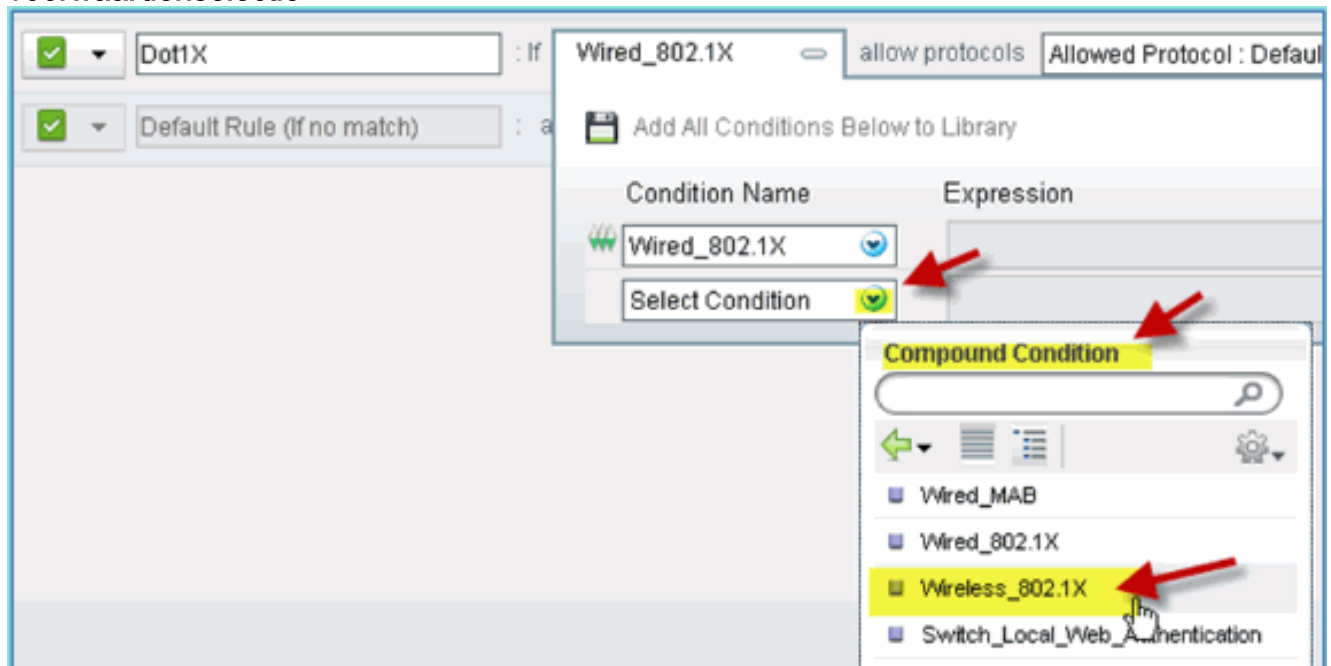 Dot1X : If Wired_802.1X allow protocols Allowed Protocol : Defaul
Default Rule (If no match) : a
Add All Conditions Below to Library
Condition Name Expression
Wired_802.1X
Select Condition
Compound Condition
Wired_MAB
Wired_802.1X
Wireless_802.1X
Switch_Local_Web_Authentication